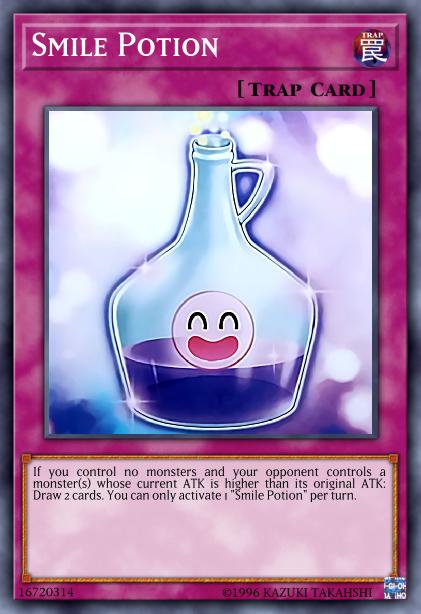 SMILE POTION
TRAP
罠
[TRAP CARD]
If you control no monsters and your opponent controls a
monster(s) whose current ATK is higher than its original ATK:
Draw 2 cards. You can only activate 1 "Smile Potion" per turn.
16720314
©1996 KAZUKI TAKAHSHI